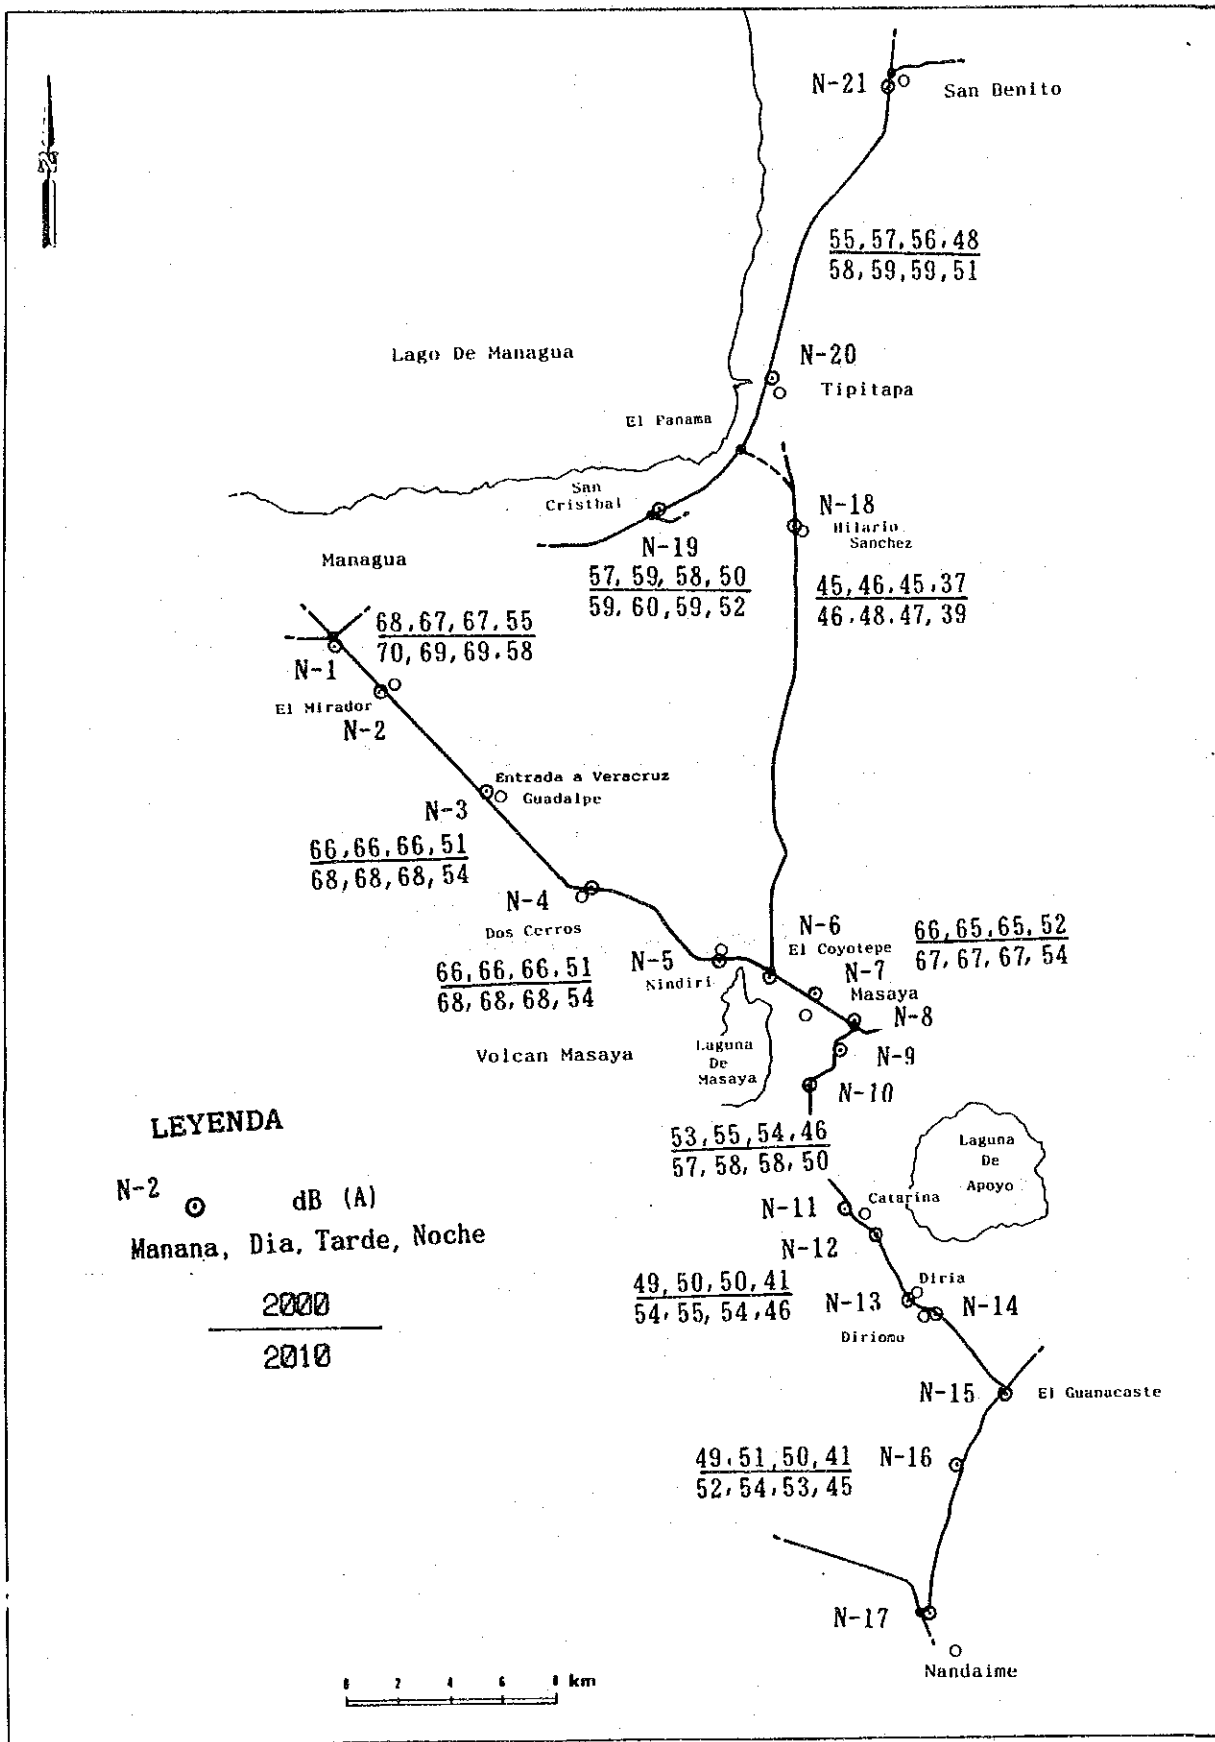 N-21
San Benito
N
55,57,56,48
58,59,59,51
Lago De Managua
N-20
Tipitapa
El Panama
San
Cristbal
N-18
Hilario
Sanchez
N-19
Managua
57,59,58,50
59,60,59,52
45,46,45,37
46,48,47,39
68,67,67,55
70,69,69,58
N-1
El Mirador
N-2
Entrada a Veracruz
Guadalpe
N-3
66,66,66,51
68,68,68,54
N-4
Dos Cerros
N-6
El Coyotepe
66,65,65,52
67,67,67,54
N-5
Nindiri
66,66,66,51
68,68,68,54
N-7
Masaya
N-8
Volcan Masaya
Laguna
De
Masaya
N-9
N-10
LEYENDA
53,55,54,46
57,58,58,50
Laguna
De
Apoyo
N-2
dB (A)
Manana, Dia, Tarde, Noche
2000
2010
N-11
Catarina
N-12
49,50,50,41
54,55,54,46
N-13
Diria
N-14
Diriomo
N-15
El Guanacaste
49,51,50,41
52,54,53,45
N-16
N-17
Nandaime
0 2 4 6 8 km